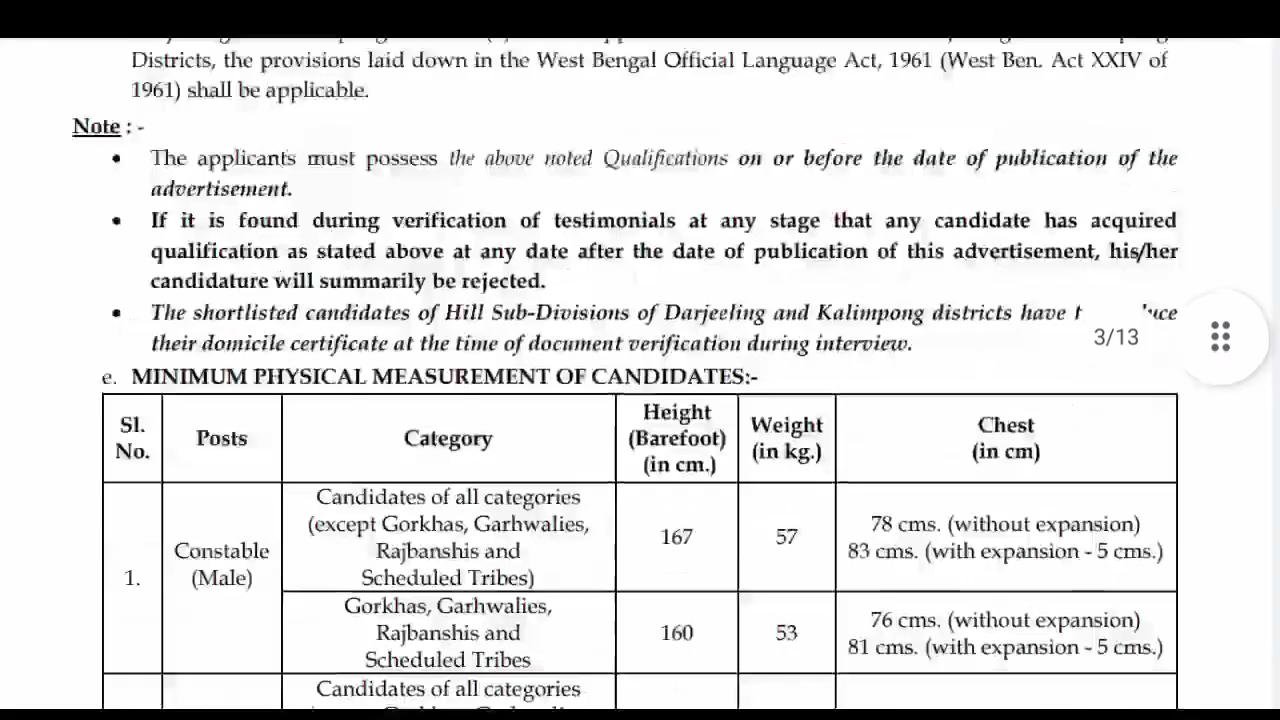 Districts, the provisions laid down in the West Bengal Official Language Act, 1961 (West Ben. Act XXIV of
1961) shall be applicable.
Note : -
• The applicants must possess the above noted Qualifications on or before the date of publication of the
advertisement.
• If it is found during verification of testimonials at any stage that any candidate has acquired
qualification as stated above at any date after the date of publication of this advertisement, his/her
candidature will summarily be rejected.
• The shortlisted candidates of Hill Sub-Divisions of Darjeeling and Kalimpong districts have
their domicile certificate at the time of document verification during interview.
3/13
e. MINIMUM PHYSICAL MEASUREMENT OF CANDIDATES:-
Sl. No. Posts Category Height (Barefoot) (in cm.) Weight (in kg.) Chest (in cm)
1. Constable (Male)
Candidates of all categories
(except Gorkhas, Garhwalies,
Rajbanshis and
Scheduled Tribes)
167 57 78 cms. (without expansion)
83 cms. (with expansion - 5 cms.)
Gorkhas, Garhwalies,
Rajbanshis and
Scheduled Tribes
160 53 76 cms. (without expansion)
81 cms. (with expansion - 5 cms.)
Candidates of all categories